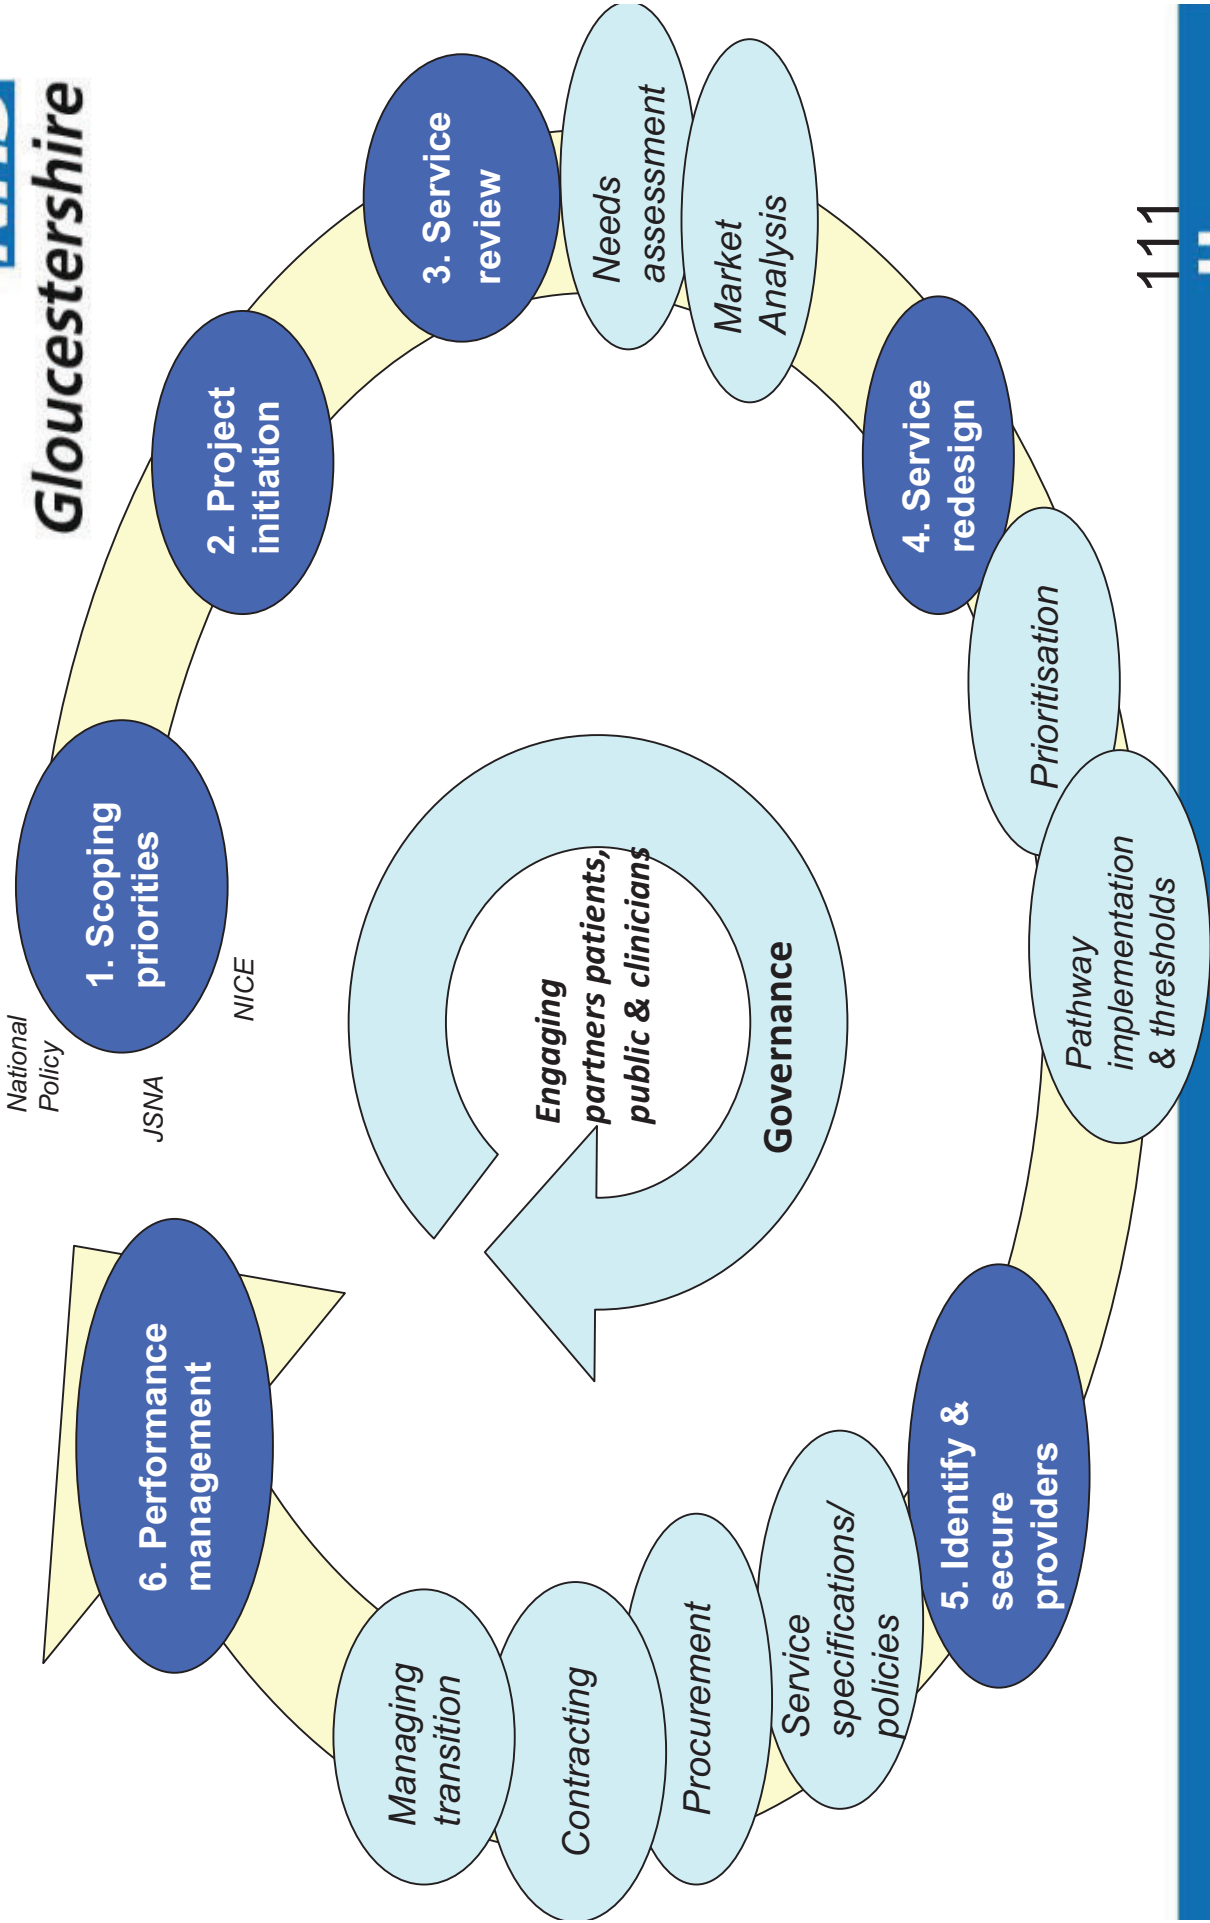 NHS
Gloucestershire
National
Policy
JSNA
NICE
1. Scoping
priorities
2. Project
initiation
3. Service
review
Needs
assessment
Market
Analysis
4. Service
redesign
Prioritisation
Pathway
implementation
& thresholds
5. Identify &
secure
providers
Service
specifications/
policies
Procurement
Contracting
Managing
transition
6. Performance
management
Engaging
partners patients,
public & clinicians
Governance
111